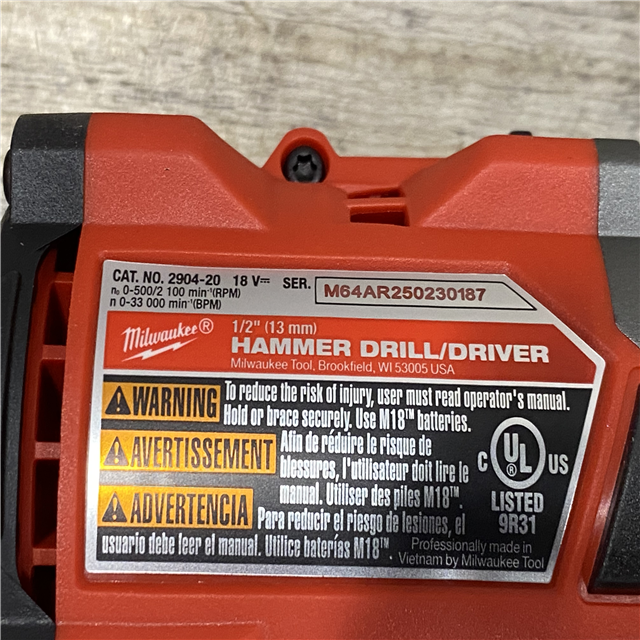 CAT. NO. 2904-20 18 V⎓ SER. M64AR250230187
n₀ 0-500/2 100 min⁻¹(RPM)
n 0-33 000 min⁻¹(BPM)
Milwaukee®
1/2" (13 mm)
HAMMER DRILL/DRIVER
Milwaukee Tool, Brookfield, WI 53005 USA
WARNING To reduce the risk of injury, user must read operator's manual.
Hold or brace securely. Use M18™ batteries.
AVERTISSEMENT Afin de réduire le risque de
blessures, l'utilisateur doit lire le
manual. Utiliser des piles M18™.
ADVERTENCIA Para reducir el riesgo de lesiones, el
usuario debe leer el manual. Utilice baterías M18™.
C UL® US
LISTED
9R31
Professionally made in
Vietnam by Milwaukee Tool